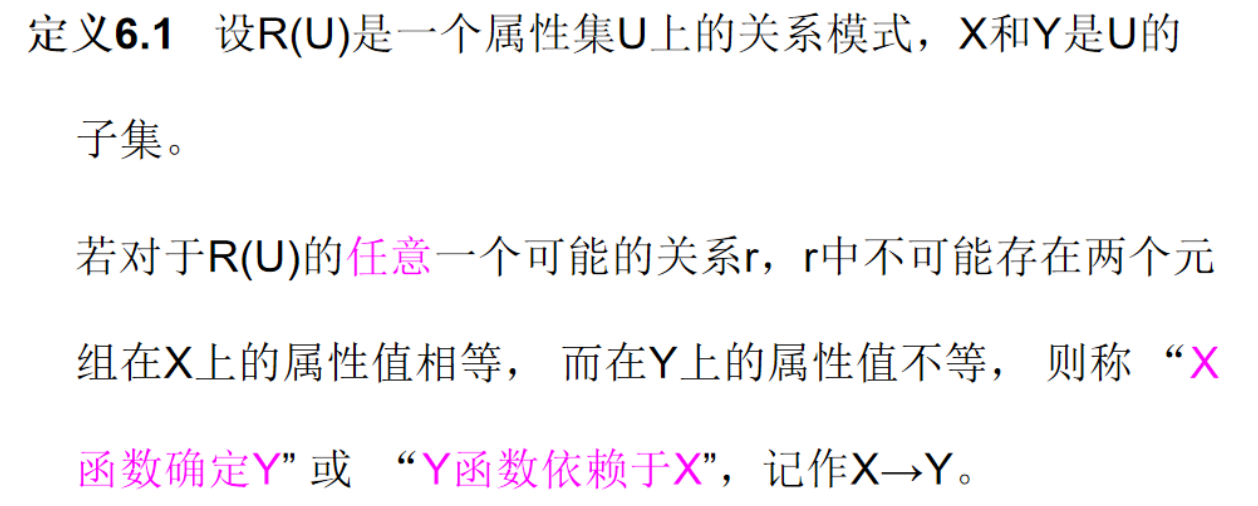 定义6.1 设R(U)是一个属性集U上的关系模式，X和Y是U的
子集。
若对于R(U)的任意一个可能的关系r，r中不可能存在两个元
组在X上的属性值相等， 而在Y上的属性值不等， 则称 “X
函数确定Y” 或 “Y函数依赖于X”，记作X→Y。